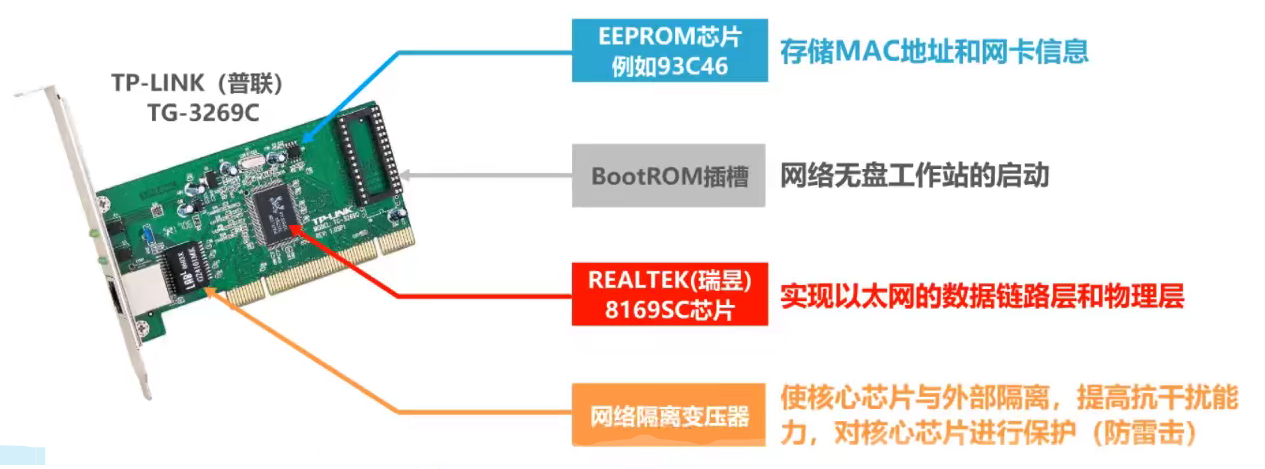 TP-LINK（普联）
TG-3269C
EEPROM芯片
例如93C46
存储MAC地址和网卡信息
BootROM插槽
网络无盘工作站的启动
REALTEK(瑞昱)
8169SC芯片
实现以太网的数据链路层和物理层
网络隔离变压器
使核心芯片与外部隔离，提高抗干扰能
力，对核心芯片进行保护（防雷击）
TP-LINK
MODEL: TG-3269C